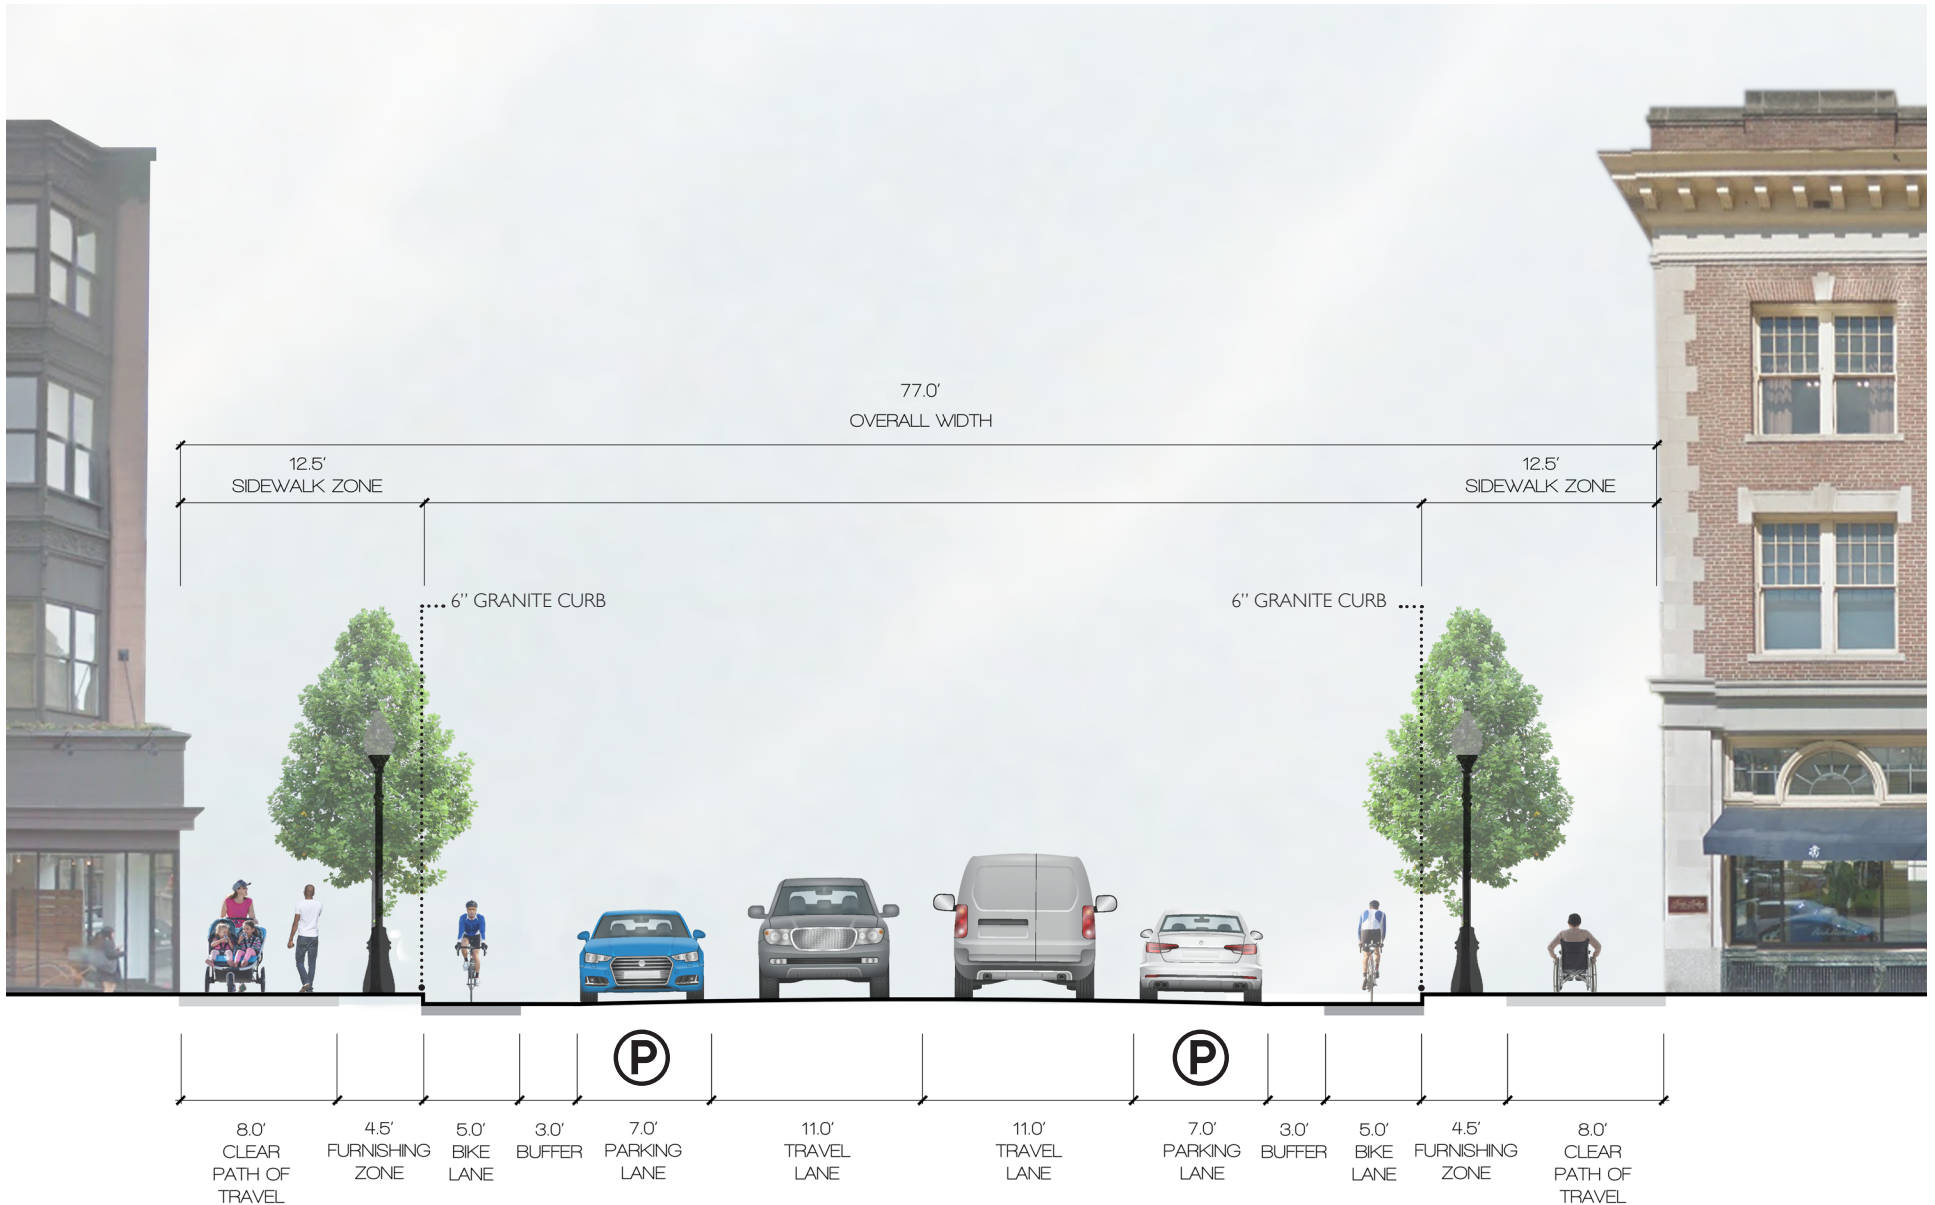 77.0'
OVERALL WIDTH
12.5'
SIDEWALK ZONE
12.5'
SIDEWALK ZONE
6'' GRANITE CURB
6'' GRANITE CURB
P
P
8.0'
CLEAR
PATH OF
TRAVEL
4.5'
FURNISHING
ZONE
5.0'
BIKE
LANE
3.0'
BUFFER
7.0'
PARKING
LANE
11.0'
TRAVEL
LANE
11.0'
TRAVEL
LANE
7.0'
PARKING
LANE
3.0'
BUFFER
5.0'
BIKE
LANE
4.5'
FURNISHING
ZONE
8.0'
CLEAR
PATH OF
TRAVEL